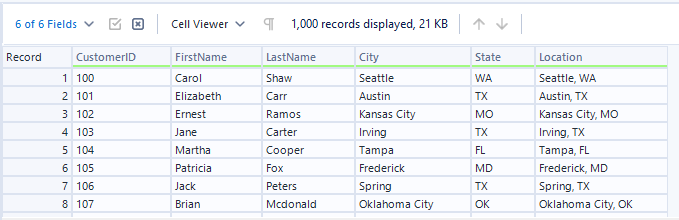 6 of 6 Fields Cell Viewer 1,000 records displayed, 21 KB
Record CustomerID FirstName LastName City State Location
1 100 Carol Shaw Seattle WA Seattle, WA
2 101 Elizabeth Carr Austin TX Austin, TX
3 102 Ernest Ramos Kansas City MO Kansas City, MO
4 103 Jane Carter Irving TX Irving, TX
5 104 Martha Cooper Tampa FL Tampa, FL
6 105 Patricia Fox Frederick MD Frederick, MD
7 106 Jack Peters Spring TX Spring, TX
8 107 Brian Mcdonald Oklahoma City OK Oklahoma City, OK